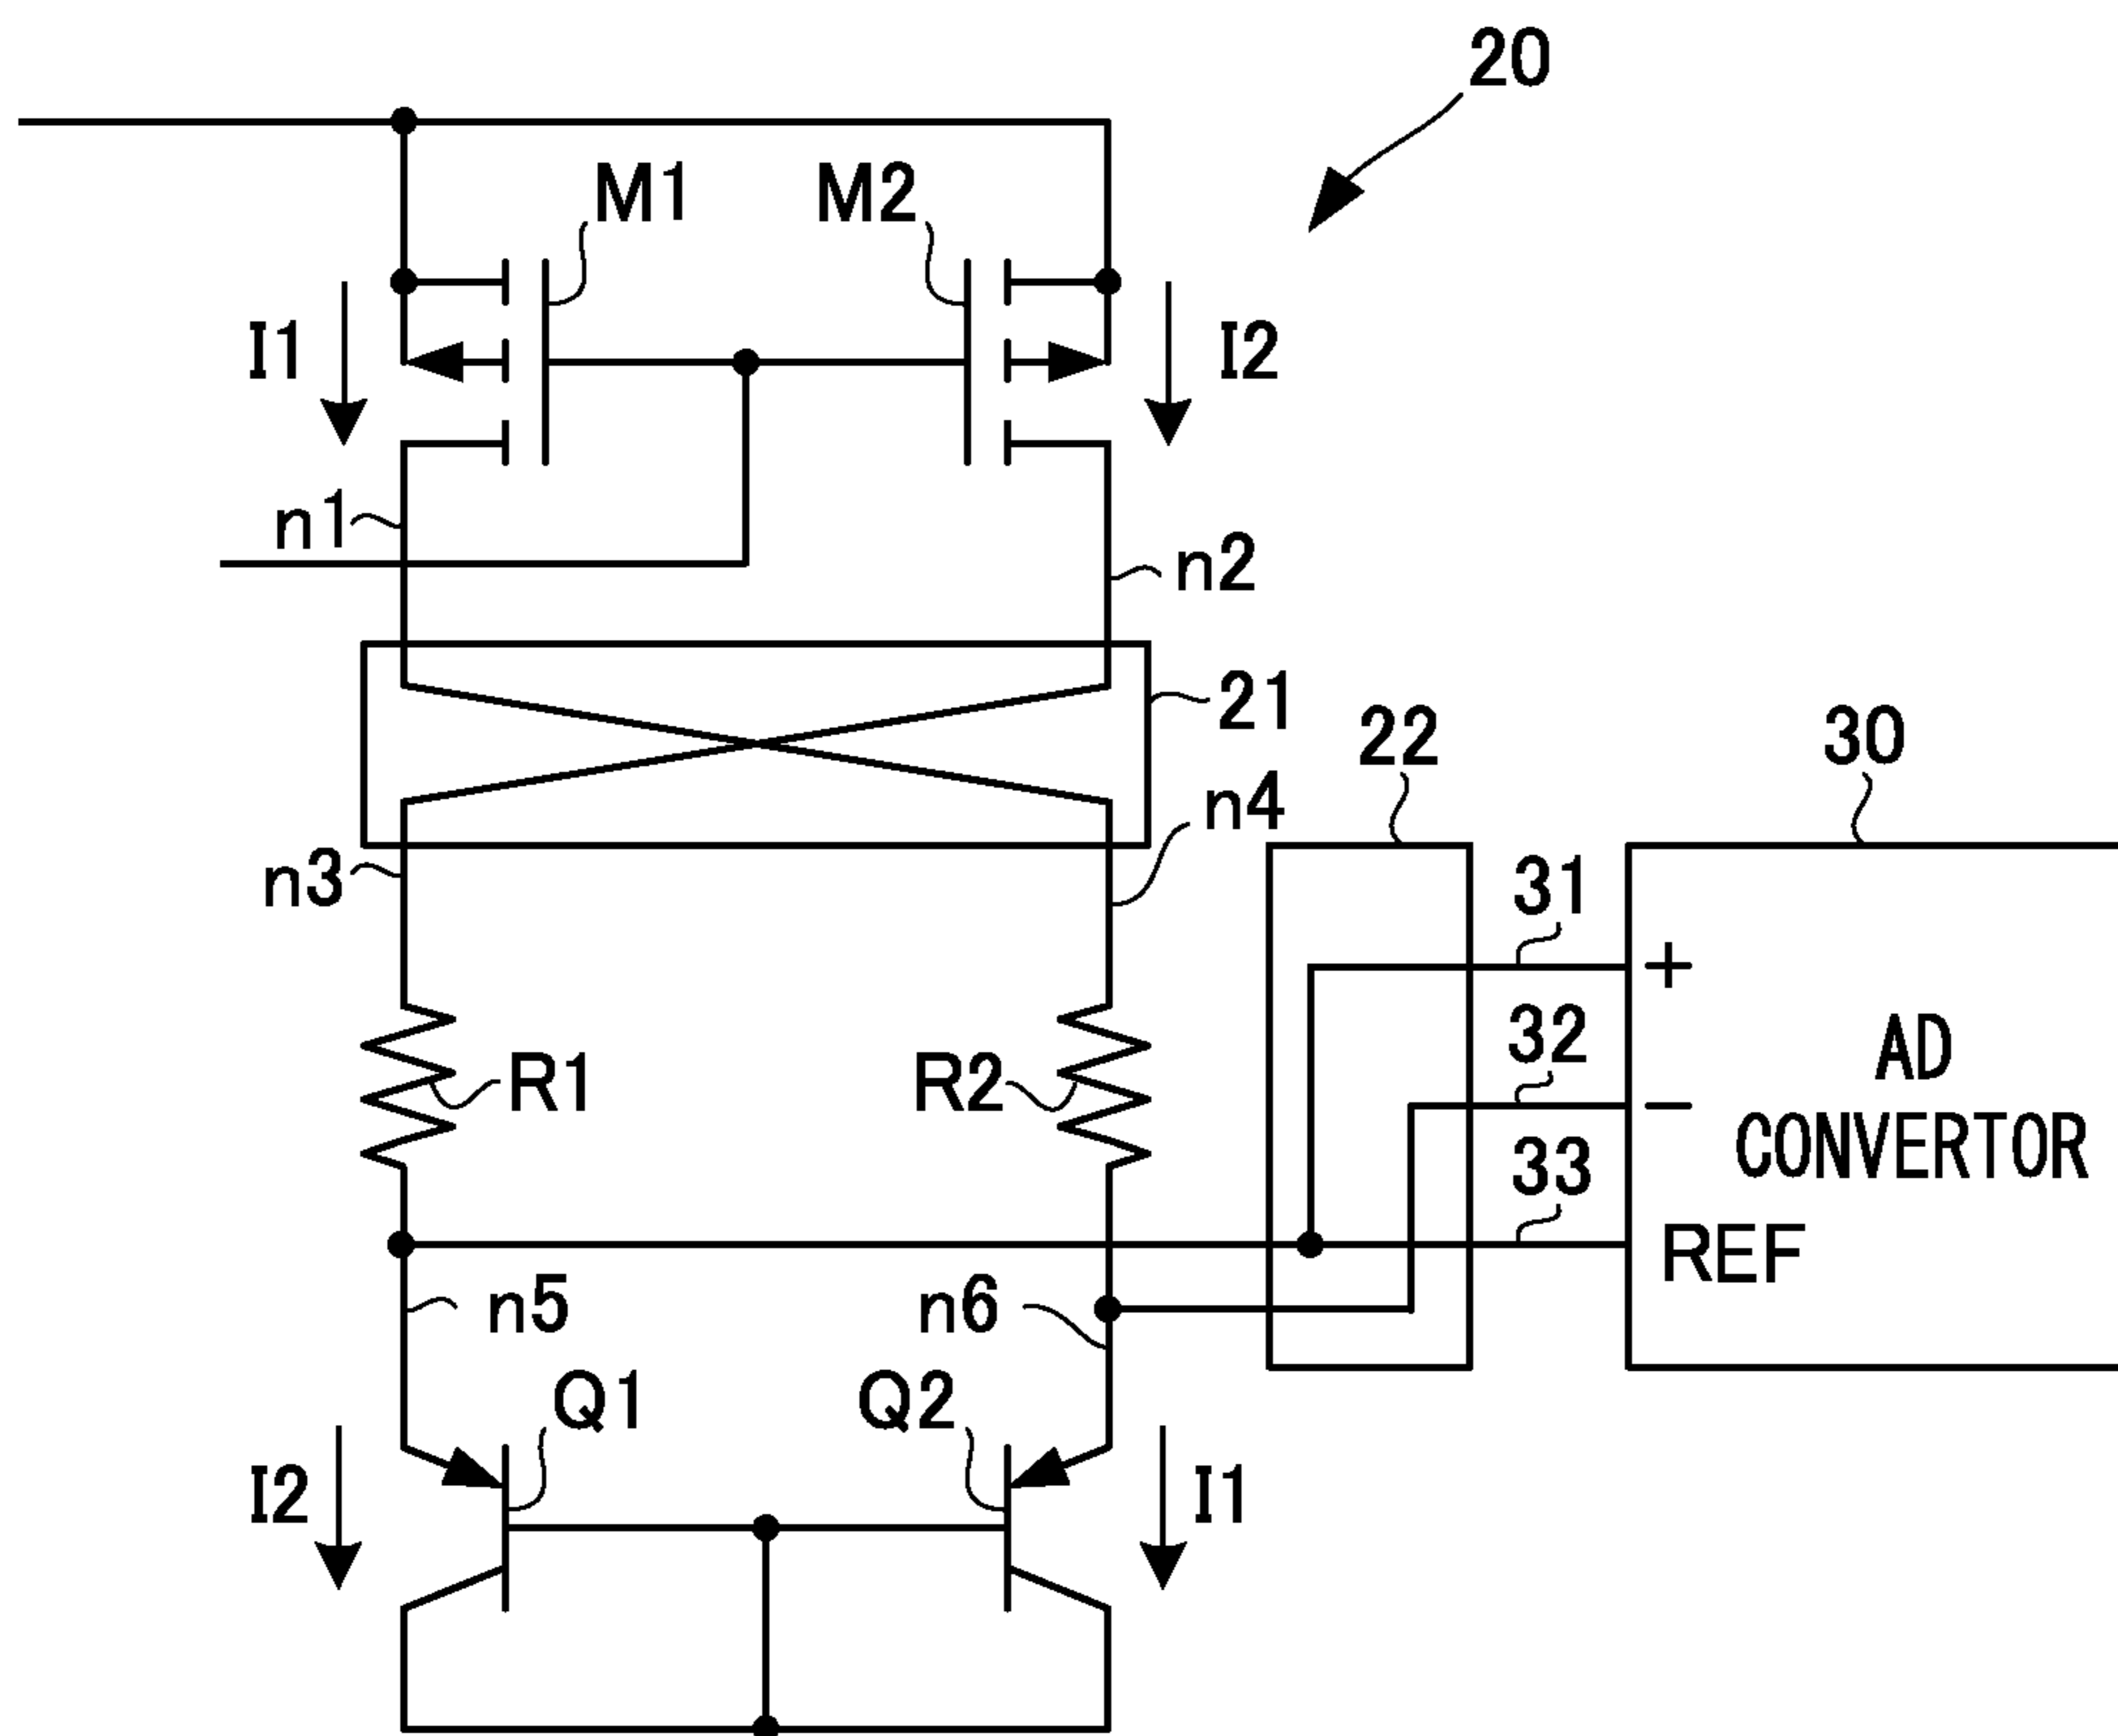 20
M1
M2
I1
I2
n1
n2
21
22
30
n4
n3
31
+
32
AD
R1
R2
−
CONVERTOR
33
REF
n5
n6
Q1
Q2
I2
I1